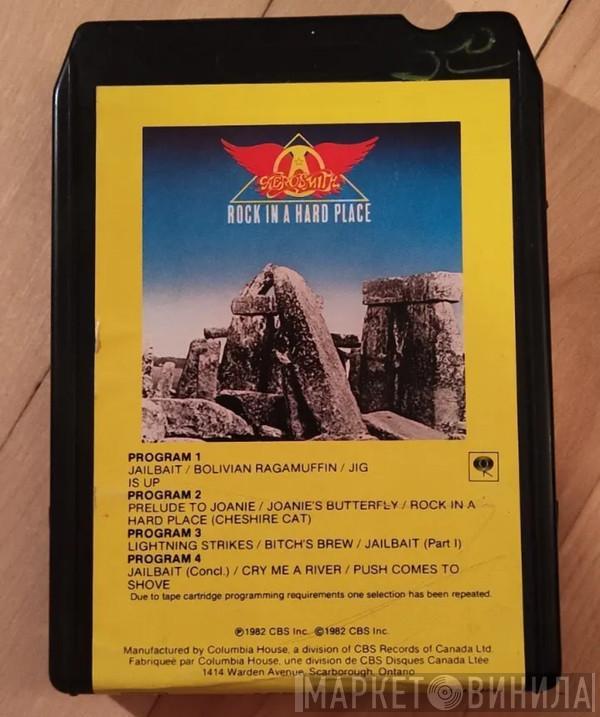 AEROSMITH
ROCK IN A HARD PLACE
PROGRAM 1
JAILBAIT / BOLIVIAN RAGAMUFFIN / JIG
IS UP
PROGRAM 2
PRELUDE TO JOANIE / JOANIE'S BUTTERFLY / ROCK IN A
HARD PLACE (CHESHIRE CAT)
PROGRAM 3
LIGHTNING STRIKES / BITCH'S BREW / JAILBAIT (Part I)
PROGRAM 4
JAILBAIT (Concl.) / CRY ME A RIVER / PUSH COMES TO
SHOVE
Due to tape cartridge programming requirements one selection has been repeated.
℗1982 CBS Inc. ©1982 CBS Inc.
Manufactured by Columbia House, a division of CBS Records of Canada Ltd.
Fabriqueé par Columbia House, une division de CBS Disques Canada Ltée
1414 Warden Avenue, Scarborough, Ontario
МАРКЕТ ВИНИЛА